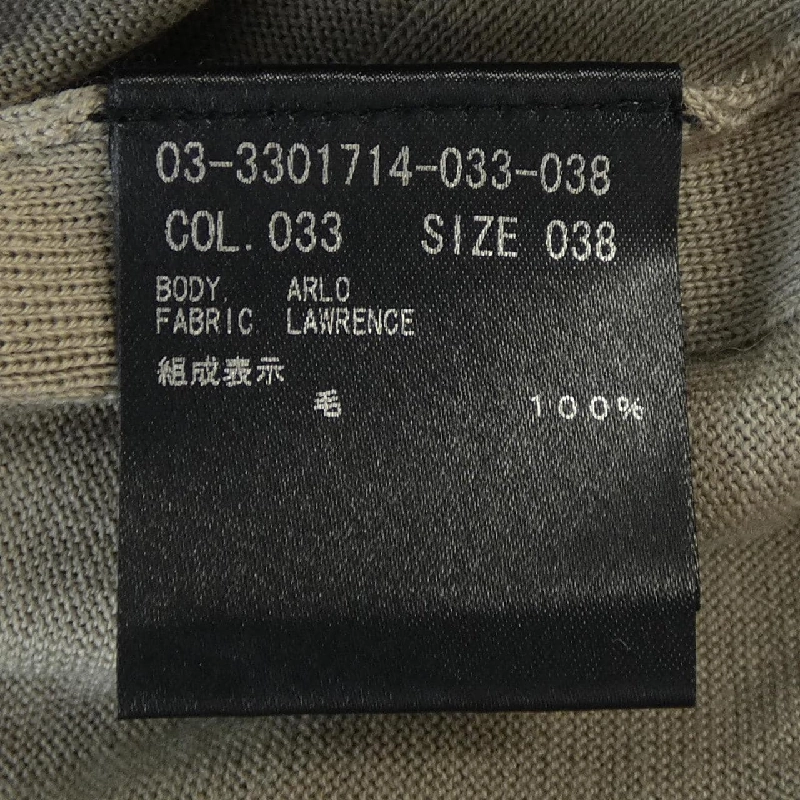 03-3301714-033-038
COL. 033 SIZE 038
BODY. ARLO
FABRIC LAWRENCE
組成表示
毛 100%